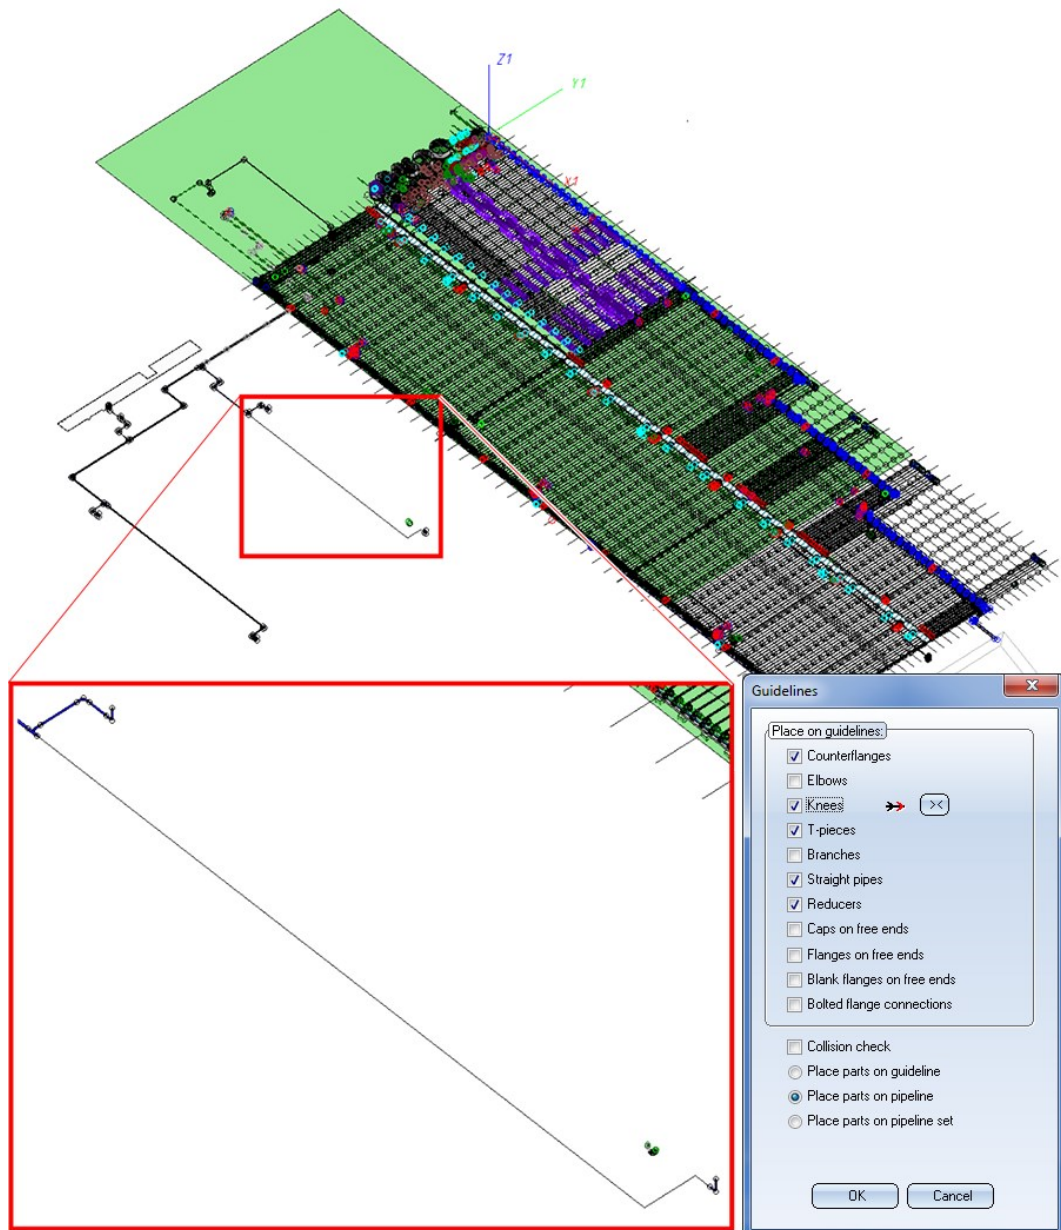 Z1
Y1
X1
Guidelines
Place on guidelines:
Counterflanges
Elbows
Knees
T-pieces
Branches
Straight pipes
Reducers
Caps on free ends
Flanges on free ends
Blank flanges on free ends
Bolted flange connections
Collision check
Place parts on guideline
Place parts on pipeline
Place parts on pipeline set
OK
Cancel